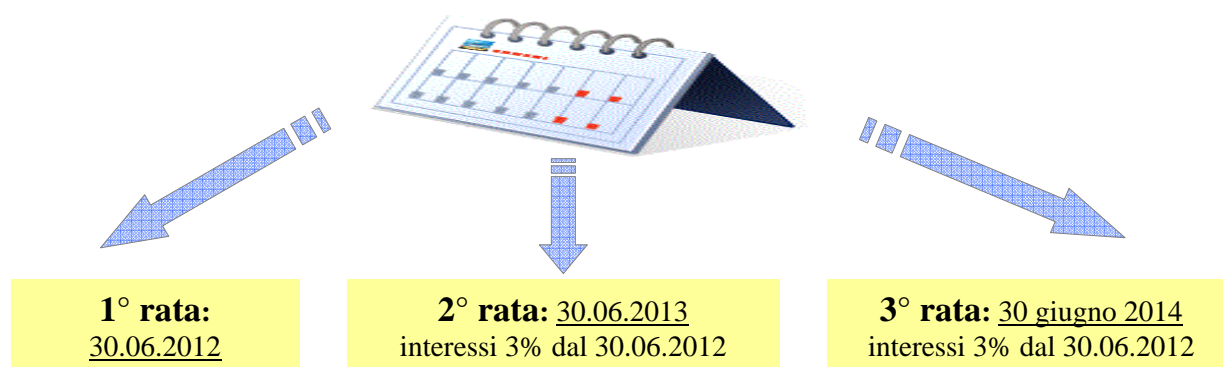 1° rata:
30.06.2012
2° rata: 30.06.2013
interessi 3% dal 30.06.2012
3° rata: 30 giugno 2014
interessi 3% dal 30.06.2012